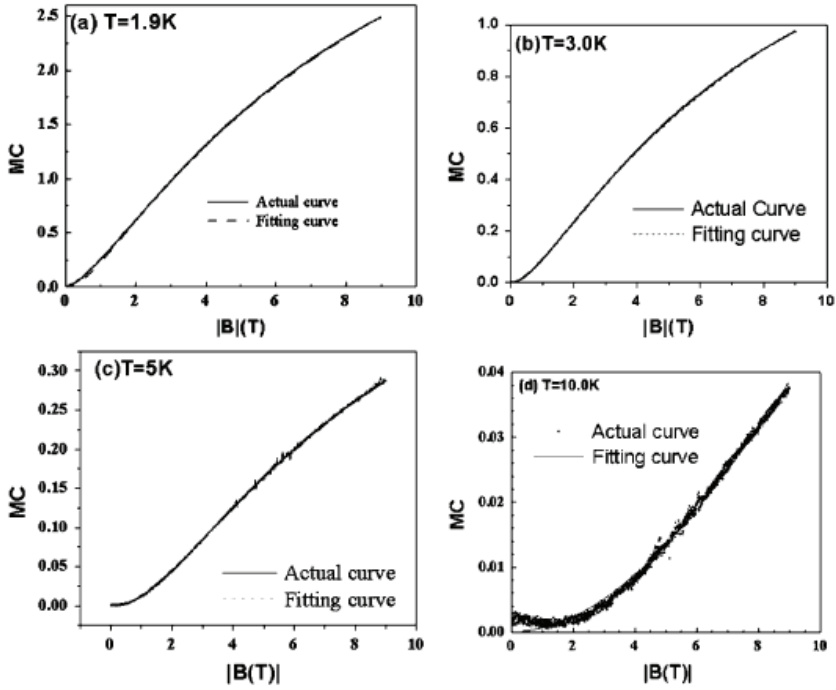 (a) T=1.9K
2.5
2.0
1.5
1.0
0.5
0.0
MC
Actual curve
Fitting curve
0 2 4 6 8 10
|B|(T)
(b)T=3.0K
1.0
0.8
0.6
0.4
0.2
0.0
MC
Actual Curve
Fitting curve
2 4 6 8 10
|B|(T)
(c)T=5K
0.30
0.25
0.20
0.15
0.10
0.05
0.00
MC
Actual curve
Fitting curve
0 2 4 6 8 10
|B(T)|
(d) T=10.0K
0.04
0.03
0.02
0.01
0.00
MC
Actual curve
Fitting curve
0 2 4 6 8 10
|B(T)|